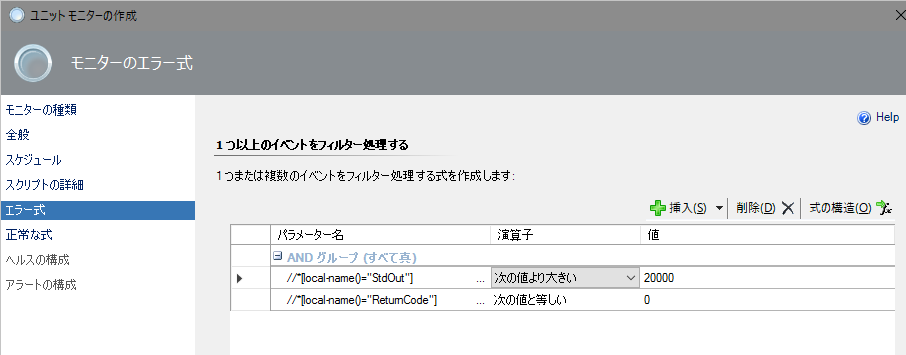 ユニット モニターの作成
モニターのエラー式
モニターの種類
全般
スケジュール
スクリプトの詳細
エラー式
正常な式
ヘルスの構成
アラートの構成
Help
1 つ以上のイベントをフィルター処理する
1 つまたは複数のイベントをフィルター処理する式を作成します:
挿入(S) 削除(D) 式の構造(O)
パラメーター名 演算子 値
AND グループ (すべて真)
//*[local-name()="StdOut"] ... 次の値より大きい 20000
//*[local-name()="ReturnCode"] ... 次の値と等しい 0